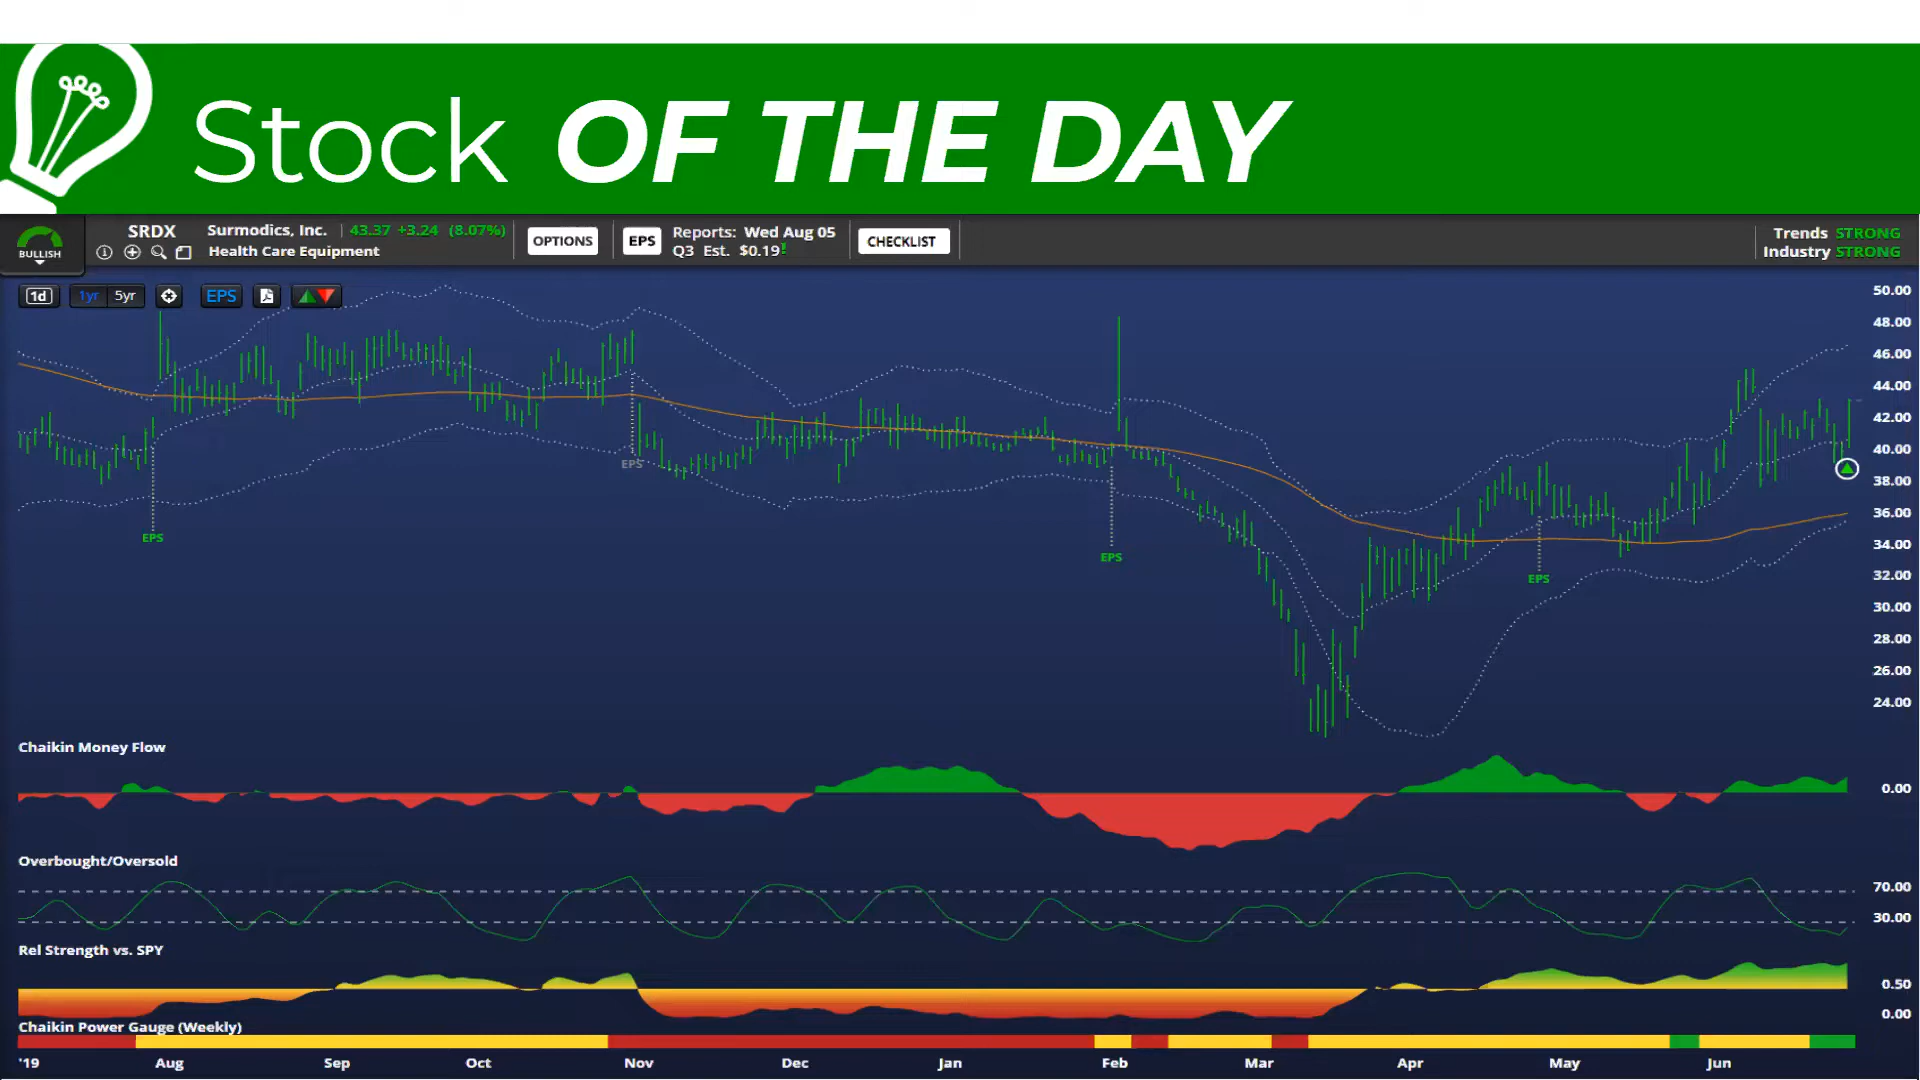 Stock OF THE DAY
BULLISH
SRDX
Surmodics, Inc. 43.37 +3.24 (8.07%)
Health Care Equipment
OPTIONS
EPS
Reports: Wed Aug 05
Q3 Est. $0.19!
CHECKLIST
Trends STRONG
Industry STRONG
1d 1yr 5yr EPS
50.00
48.00
46.00
44.00
42.00
40.00
38.00
36.00
34.00
32.00
30.00
28.00
26.00
24.00
EPS
EPS
EPS
EPS
Chaikin Money Flow
0.00
Overbought/Oversold
70.00
30.00
Rel Strength vs. SPY
0.50
0.00
Chaikin Power Gauge (Weekly)
'19 Aug Sep Oct Nov Dec Jan Feb Mar Apr May Jun